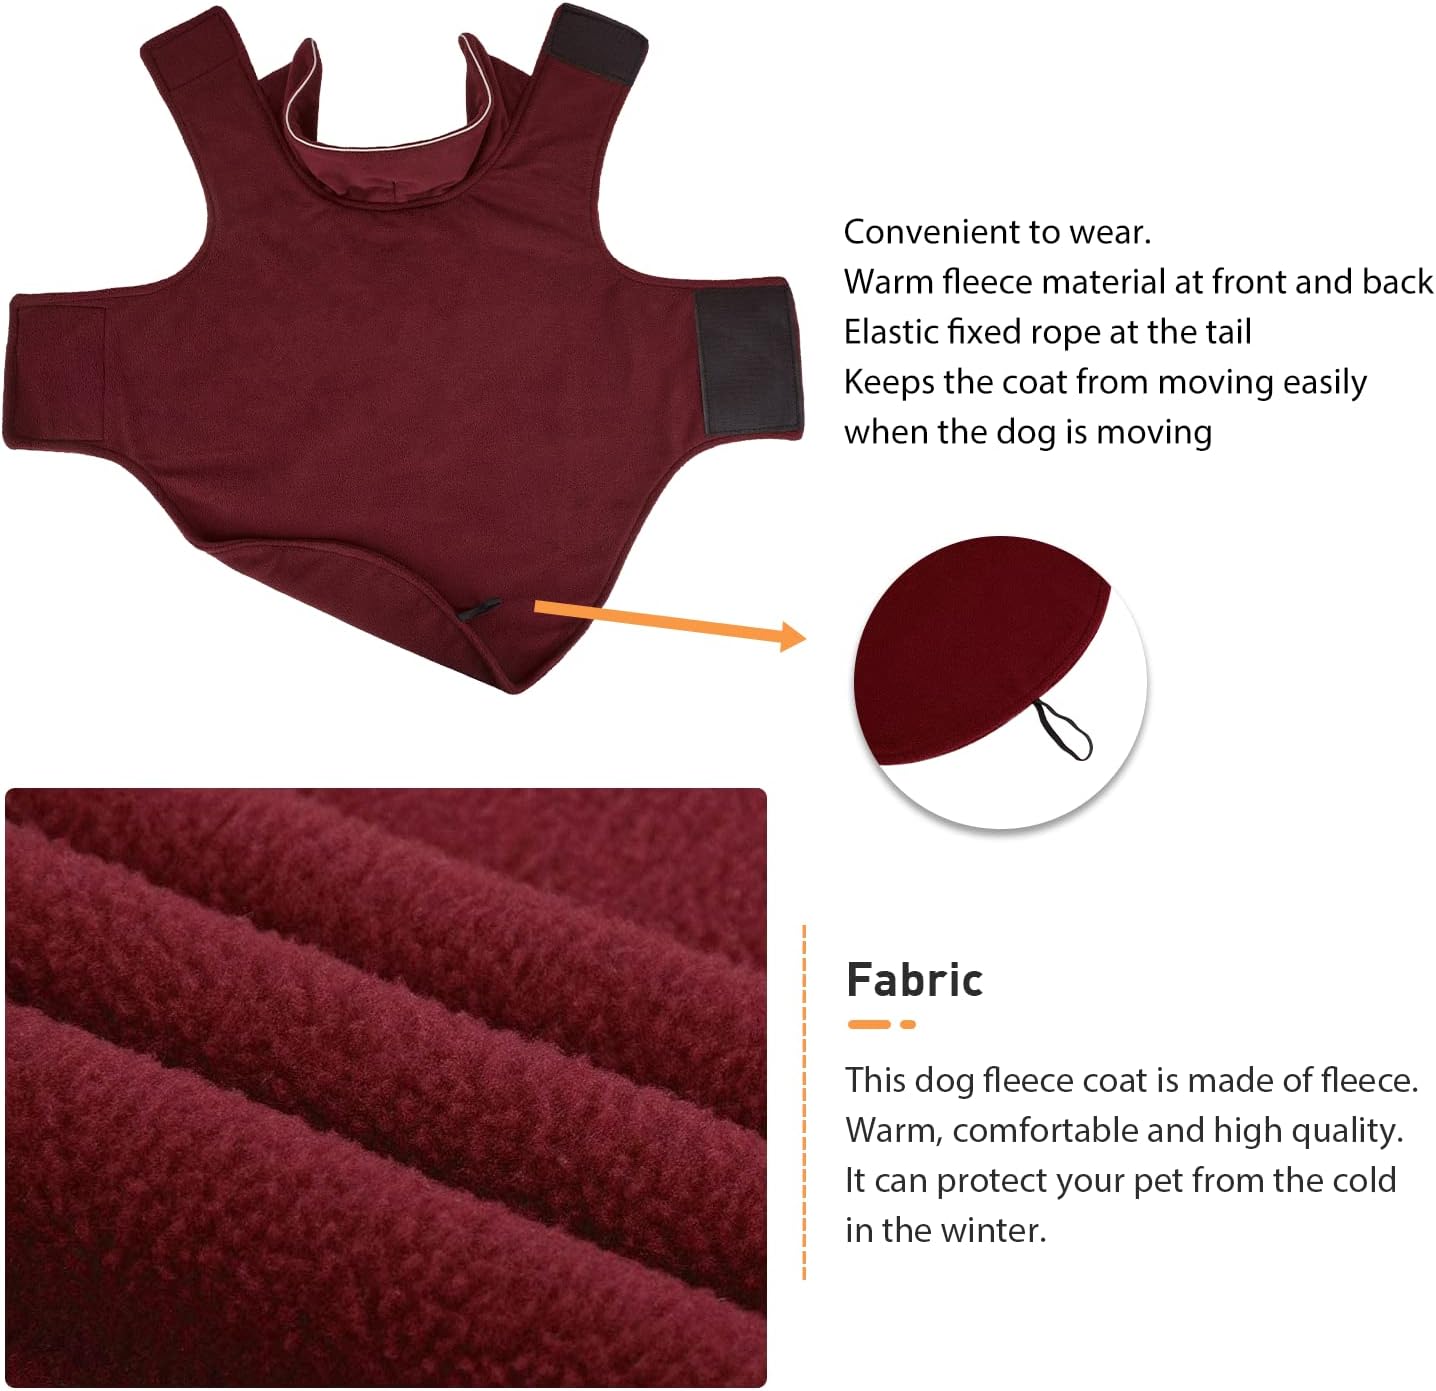 Convenient to wear.
Warm fleece material at front and back
Elastic fixed rope at the tail
Keeps the coat from moving easily
when the dog is moving
Fabric
This dog fleece coat is made of fleece.
Warm, comfortable and high quality.
It can protect your pet from the cold
in the winter.